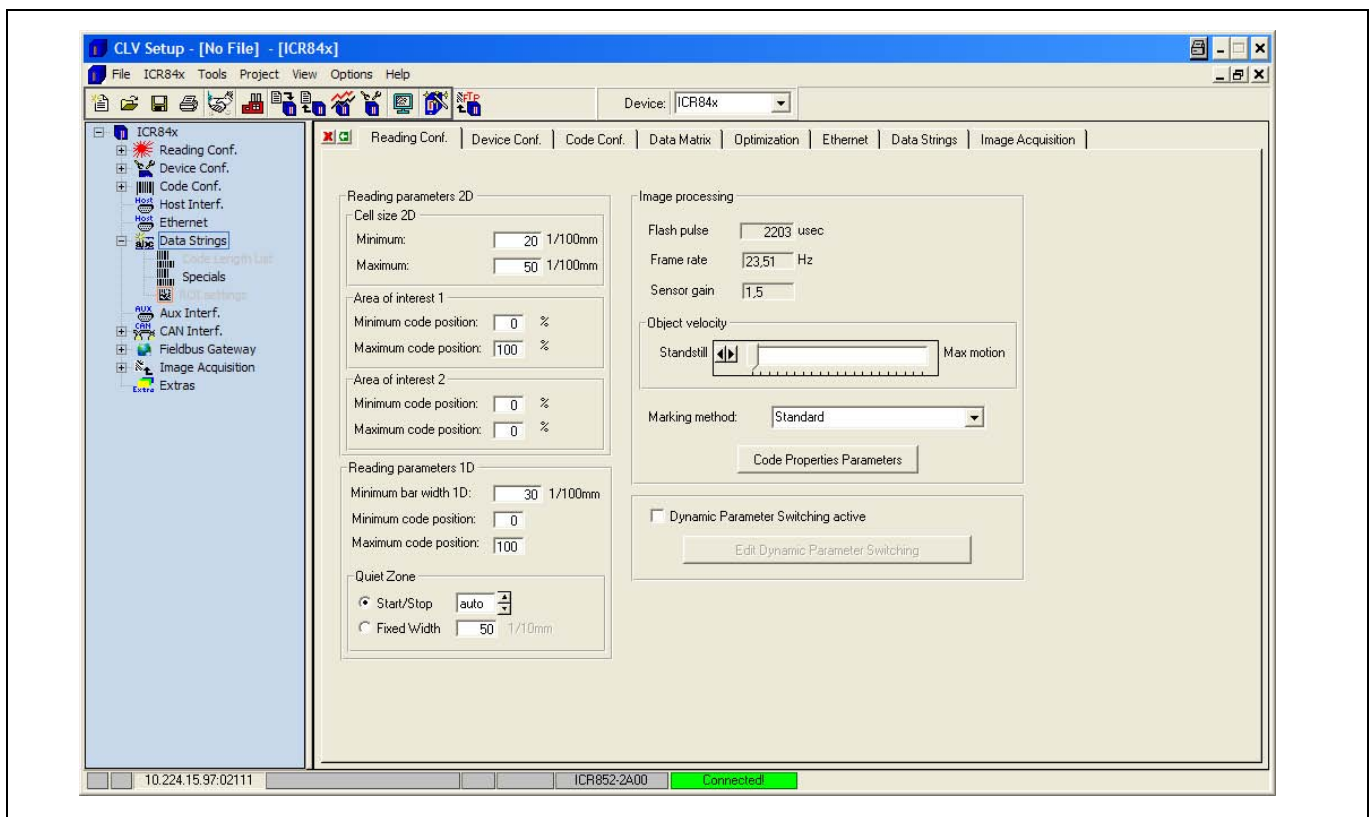 CLV Setup - [No File] - [ICR84x]
File ICR84x Tools Project View Options Help
Device: ICR84x
ICR84x
Reading Conf.
Device Conf.
Code Conf.
Host Interf.
Ethernet
Data Strings
Code Length List
Specials
ROI settings
Aux Interf.
CAN Interf.
Fieldbus Gateway
Image Acquisition
Extras
Reading Conf. Device Conf. Code Conf. Data Matrix Optimization Ethernet Data Strings Image Acquisition
Reading parameters 2D
Cell size 2D
Minimum: 20 1/100mm
Maximum: 50 1/100mm
Area of interest 1
Minimum code position: 0 %
Maximum code position: 100 %
Area of interest 2
Minimum code position: 0 %
Maximum code position: 0 %
Reading parameters 1D
Minimum bar width 1D: 30 1/100mm
Minimum code position: 0
Maximum code position: 100
Quiet Zone
Start/Stop auto
Fixed Width 50 1/10mm
Image processing
Flash pulse 2203 usec
Frame rate 23,51 Hz
Sensor gain 1,5
Object velocity
Standstill Max motion
Marking method: Standard
Code Properties Parameters
Dynamic Parameter Switching active
Edit Dynamic Parameter Switching
10.224.15.97:02111 ICR852-2A00 Connected!